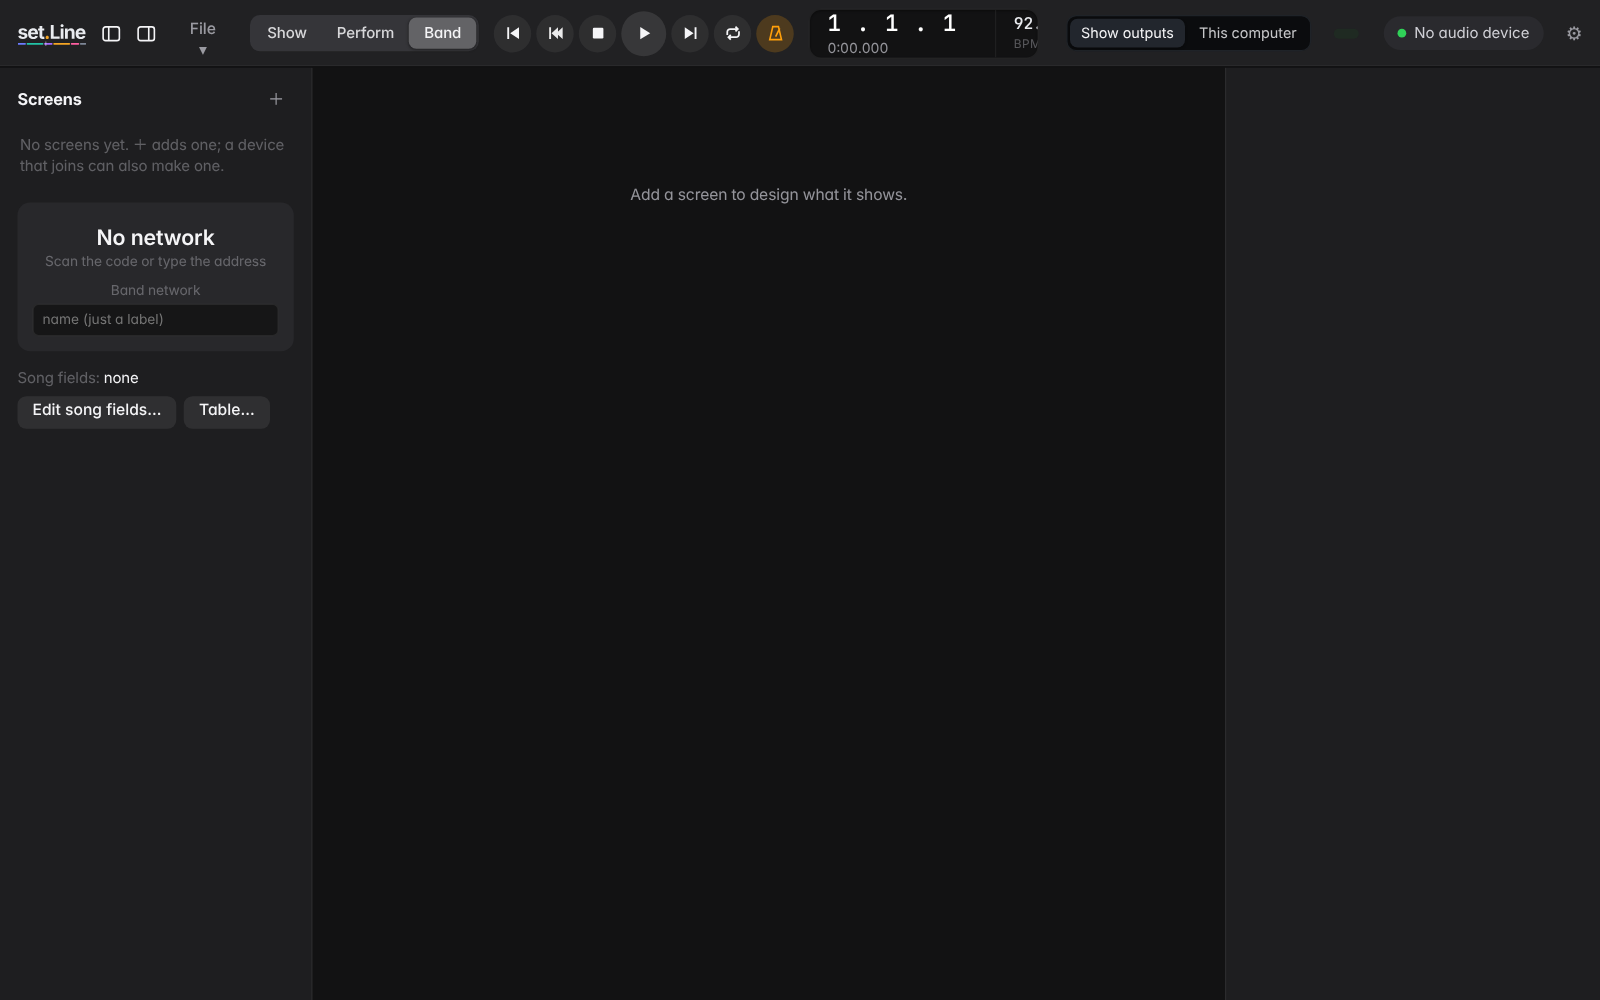 set.Line
File
▼
Show
Perform
Band
1 . 1 . 1
0:00.000
92.
BPM
Show outputs
This computer
No audio device
Screens
+
No screens yet. + adds one; a device
that joins can also make one.
Add a screen to design what it shows.
No network
Scan the code or type the address
Band network
name (just a label)
Song fields: none
Edit song fields...
Table...